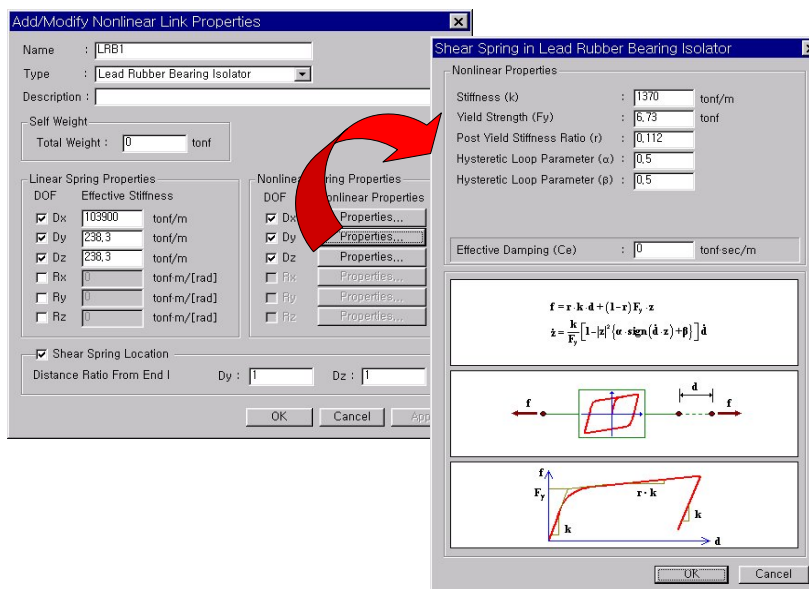 Add/Modify Nonlinear Link Properties
Name : LRB1
Type : Lead Rubber Bearing Isolator
Description :
Self Weight
Total Weight : 0 tonf
Linear Spring Properties
DOF Effective Stiffness
Dx 103900 tonf/m
Dy 238,3 tonf/m
Dz 238,3 tonf/m
Rx 0 tonf·m/[rad]
Ry 0 tonf·m/[rad]
Rz 0 tonf·m/[rad]
DOF Nonlinear Properties
Dx Properties...
Dy Properties...
Dz Properties...
Rx Properties...
Ry Properties...
Rz Properties...
Shear Spring Location
Distance Ratio From End I Dy : 1 Dz : 1
OK Cancel
Shear Spring in Lead Rubber Bearing Isolator
Nonlinear Properties
Stiffness (k) : 1370 tonf/m
Yield Strength (Fy) : 6,73 tonf
Post Yield Stiffness Ratio (r) : 0,112
Hysteretic Loop Parameter (α) : 0,5
Hysteretic Loop Parameter (β) : 0,5
Effective Damping (Ce) : 0 tonf·sec/m
f = r·k·d + (1-r)Fy·z
ż = k/Fy [1-|z|²{α·sign(ḋ·z)+β}]ḋ
d
f f
f
Fy
r·k
k
k
d
OK Cancel